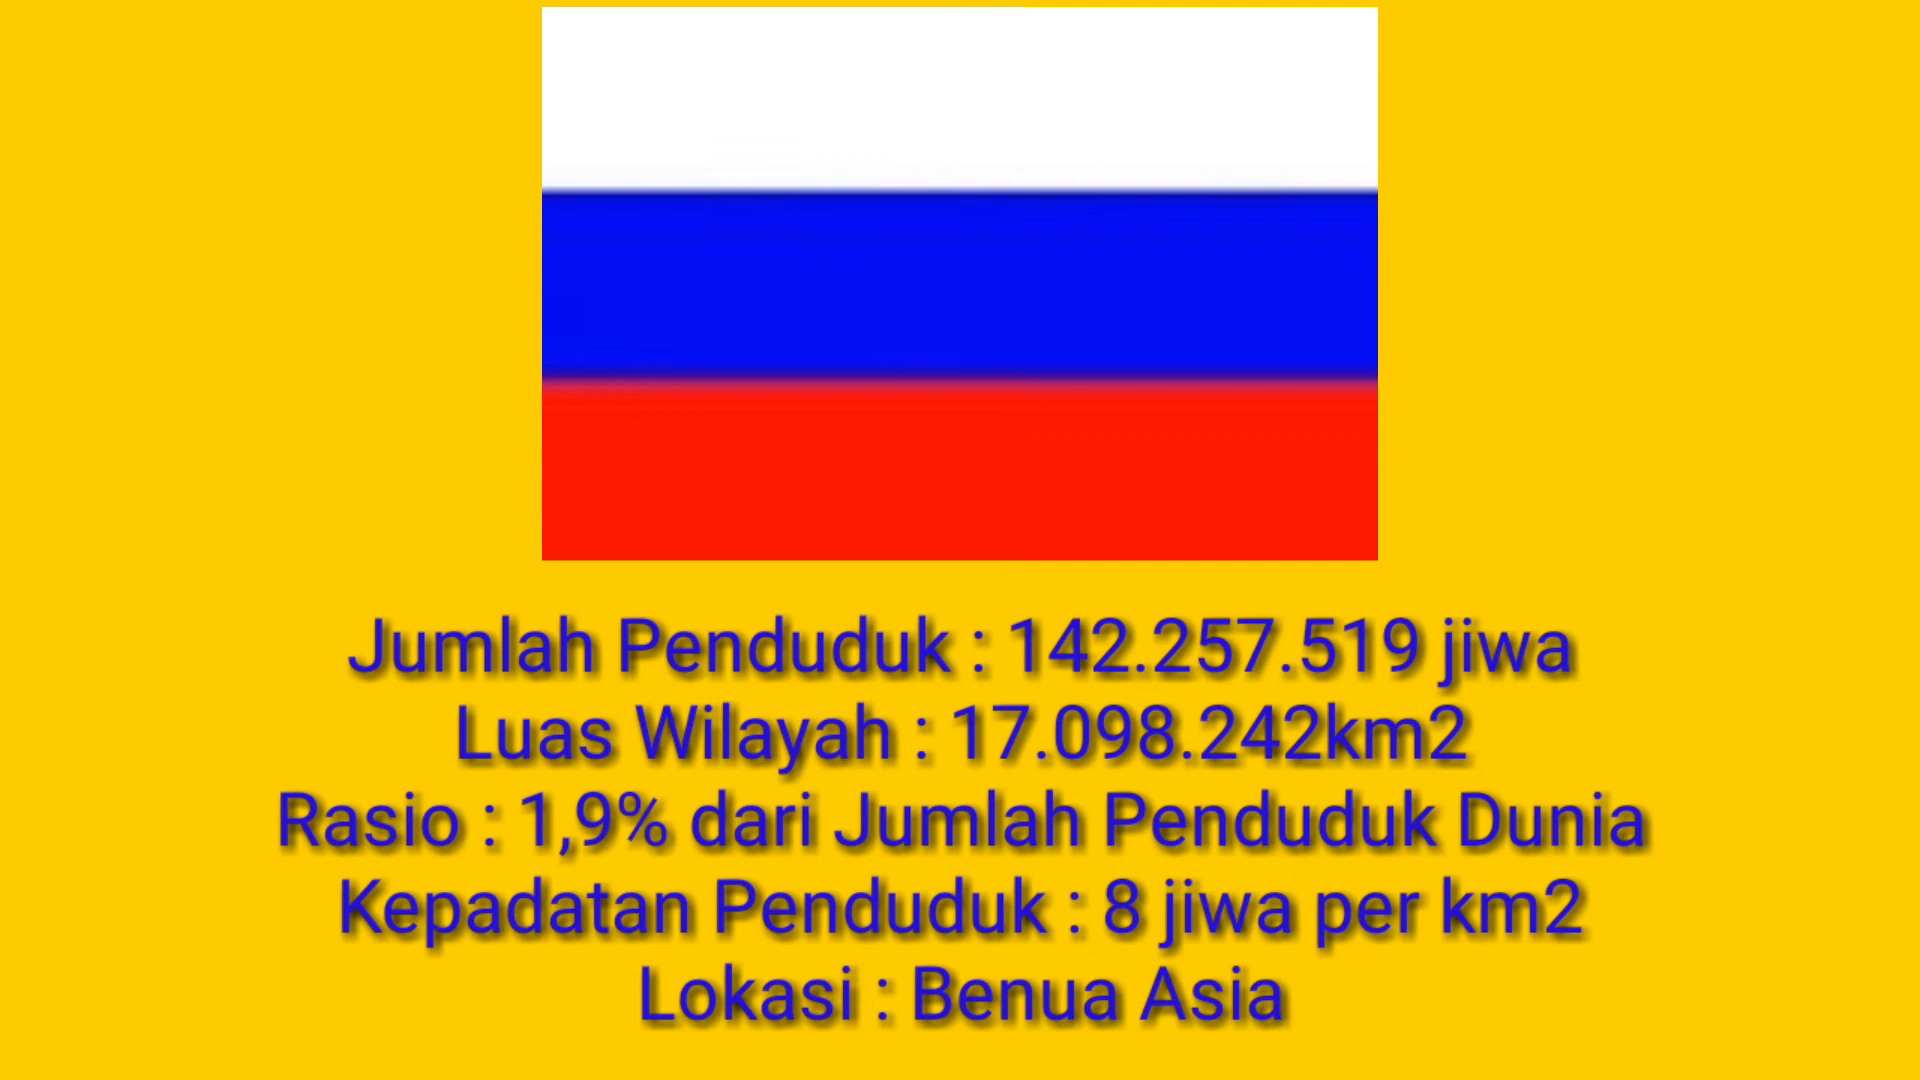 Jumlah Penduduk : 142.257.519 jiwa
Luas Wilayah : 17.098.242km2
Rasio : 1,9% dari Jumlah Penduduk Dunia
Kepadatan Penduduk : 8 jiwa per km2
Lokasi : Benua Asia